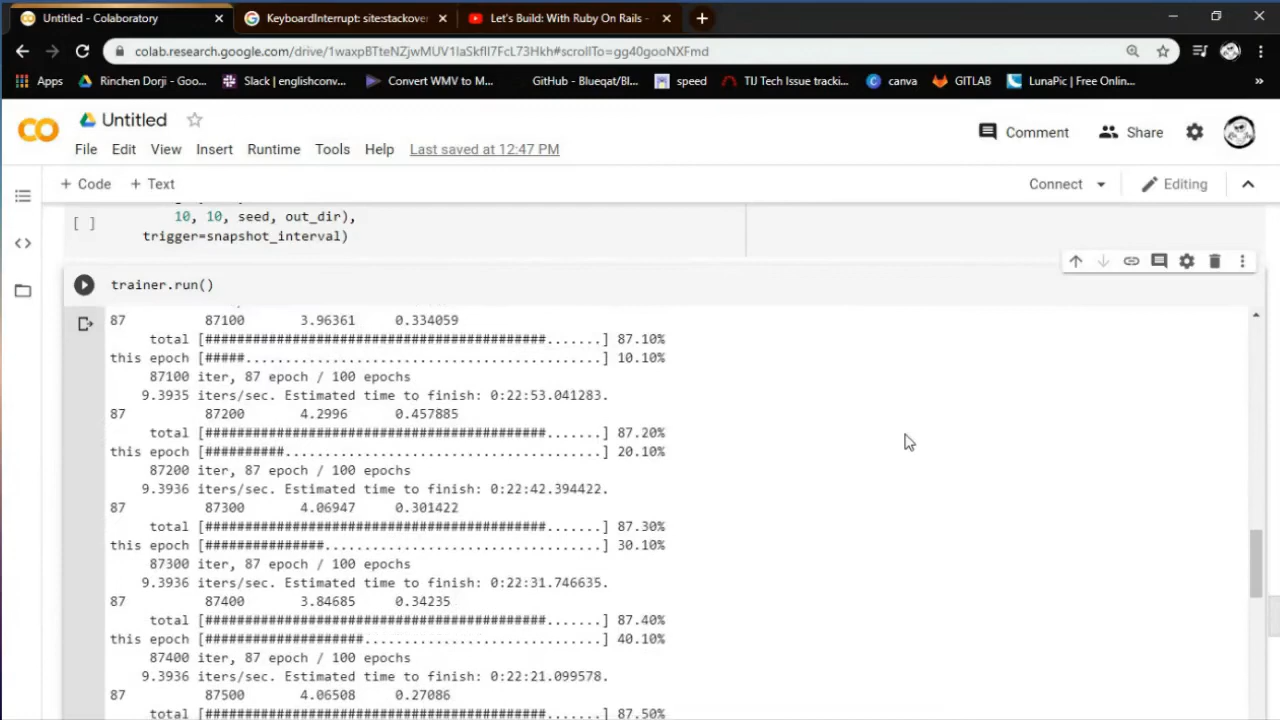 Untitled - Colaboratory
KeyboardInterrupt: site:stackover
Let's Build: With Ruby On Rails -
colab.research.google.com/drive/1waxpBTteNZjwMUV1IaSkflI7FcL73Hkh#scrollTo=gg40gooNXFmd
Apps
Rinchen Dorji - Goo...
Slack | englishconv...
Convert WMV to M...
GitHub - Blueqat/Bl...
speed
TIJ Tech Issue tracki...
canva
GITLAB
LunaPic | Free Onlin...
»
CO
Untitled
Comment
Share
File Edit View Insert Runtime Tools Help Last saved at 12:47 PM
+ Code + Text
Connect
Editing
[ ]
10, 10, seed, out_dir),
trigger=snapshot_interval)
trainer.run()
87 87100 3.96361 0.334059
total [###########################################.......] 87.10%
this epoch [#####.............................................] 10.10%
87100 iter, 87 epoch / 100 epochs
9.3935 iters/sec. Estimated time to finish: 0:22:53.041283.
87 87200 4.2996 0.457885
total [###########################################.......] 87.20%
this epoch [##########........................................] 20.10%
87200 iter, 87 epoch / 100 epochs
9.3936 iters/sec. Estimated time to finish: 0:22:42.394422.
87 87300 4.06947 0.301422
total [###########################################.......] 87.30%
this epoch [###############...................................] 30.10%
87300 iter, 87 epoch / 100 epochs
9.3936 iters/sec. Estimated time to finish: 0:22:31.746635.
87 87400 3.84685 0.34235
total [###########################################.......] 87.40%
this epoch [####################..............................] 40.10%
87400 iter, 87 epoch / 100 epochs
9.3936 iters/sec. Estimated time to finish: 0:22:21.099578.
87 87500 4.06508 0.27086
total [###########################################.......] 87.50%